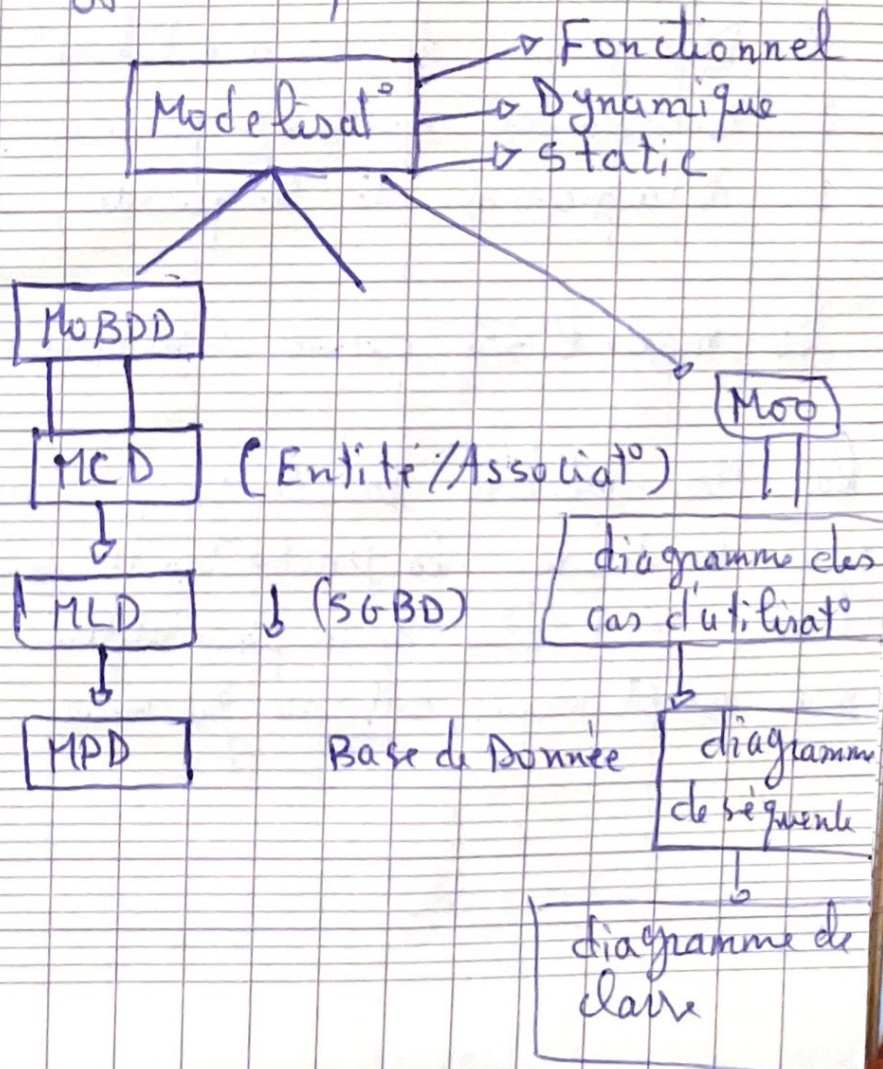 Fonctionnel
Modelisat°
Dynamique
Static
MoBDD
MOO
MCD (Entité/Associat°)
diagramme des
cas d'utilisat°
MLD (SGBD)
MPD Base de Donnée
diagramme
de séquence
diagramme de
classe